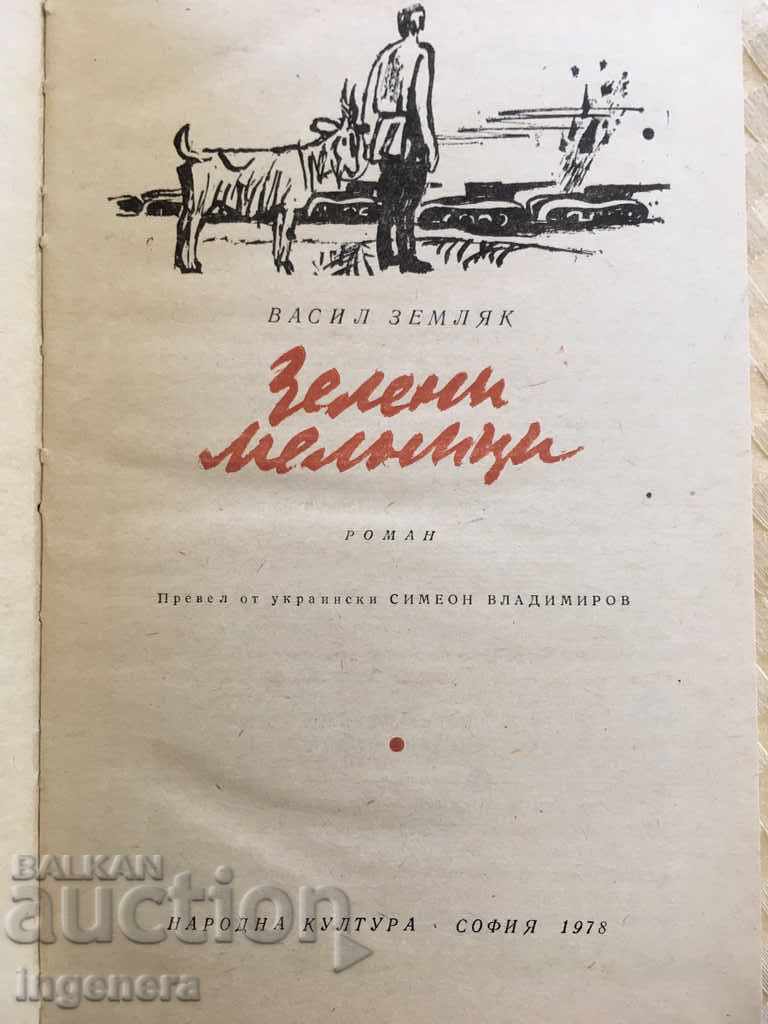 ВАСИЛ ЗЕМЛЯК
Зелени
мелници
РОМАН
Превел от украински СИМЕОН ВЛАДИМИРОВ
BALKAN
auction
НАРОДНА КУЛТУРА · СОФИЯ 1978
ingenera